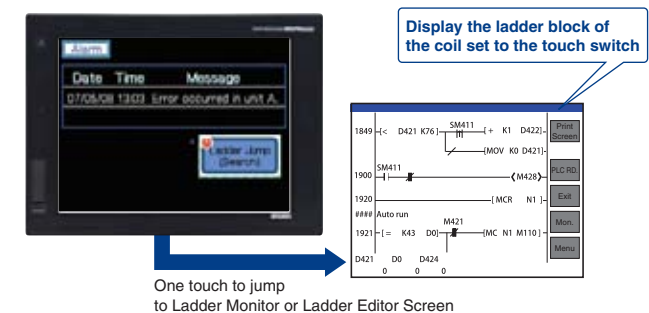 Display the ladder block of
the coil set to the touch switch
Alarm
Date Time Message
07/05/08 13:03 Error occurred in unit A.
Ladder Jump
(Search)
1849 [< D421 K76] SM411 [+ K1 D422]
[MOV K0 D421]
SM411
1900 M428
1920 [MCR N1 ]
#### Auto run
M421
1921 [= K43 D0] [MC N1 M110]
D421 D0 D424
0 0 0
Print
Screen
PLC RD.
Exit
Mon.
Menu
One touch to jump
to Ladder Monitor or Ladder Editor Screen